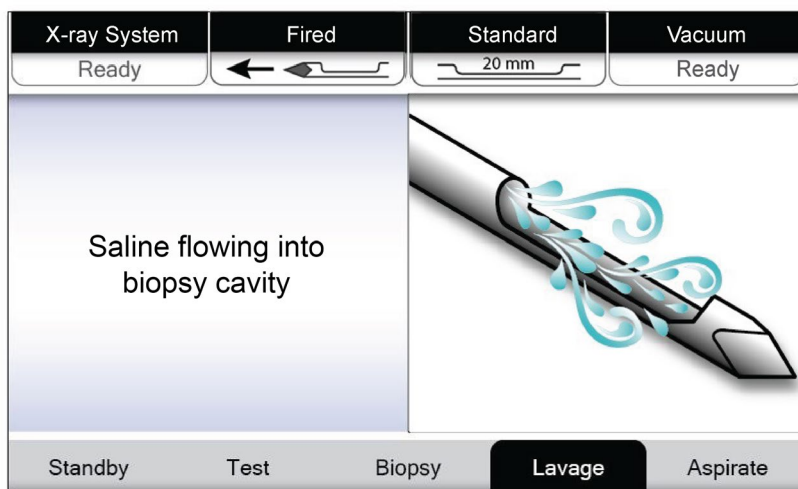 X-ray System
Fired
Standard
Vacuum
Ready
20 mm
Ready
Saline flowing into
biopsy cavity
Standby
Test
Biopsy
Lavage
Aspirate